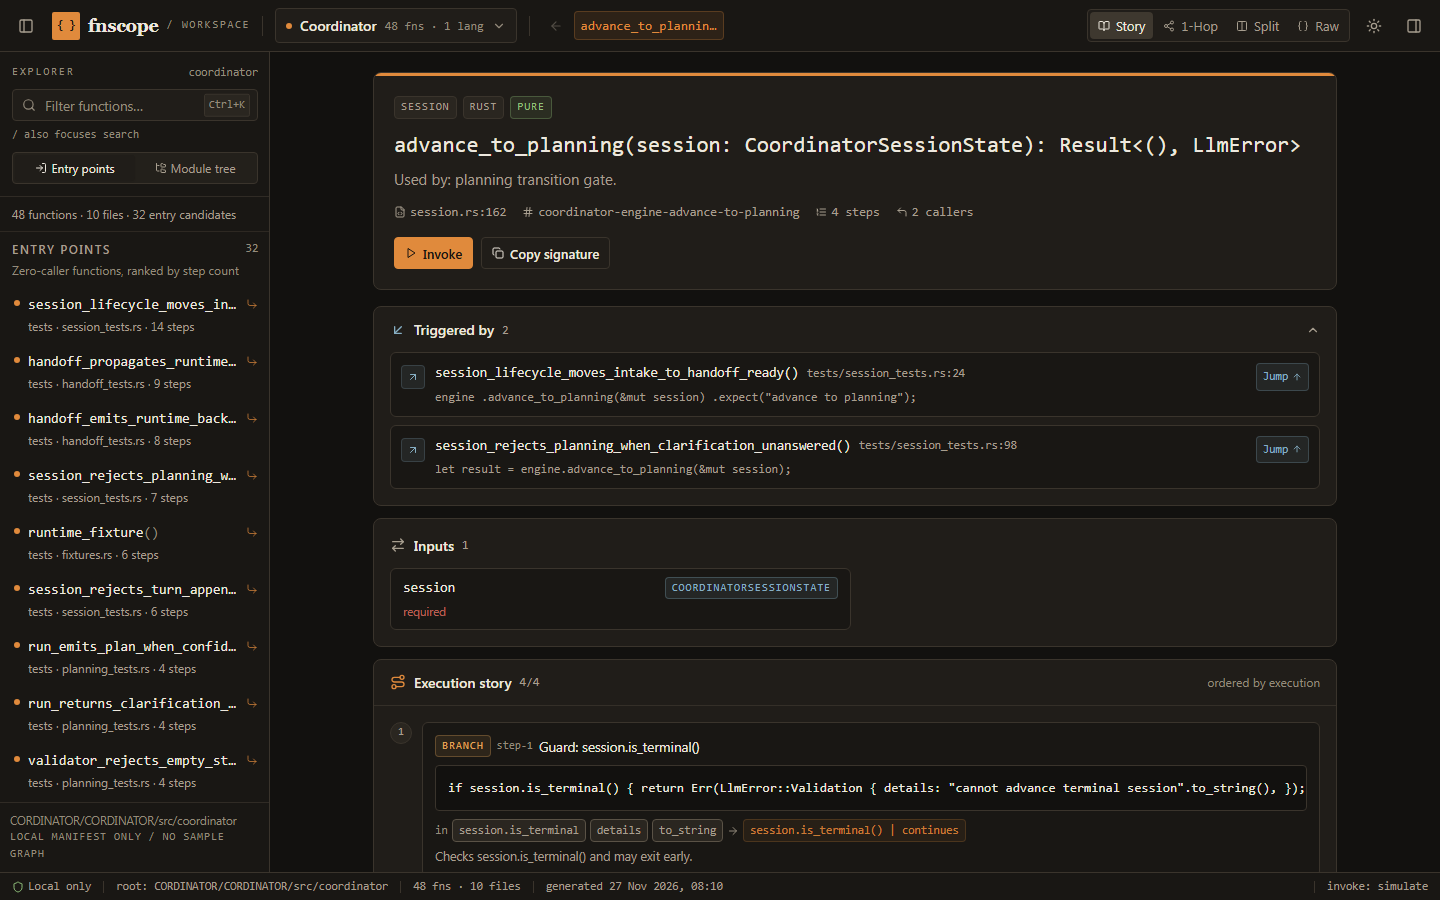 { } fnscope / WORKSPACE
Coordinator 48 fns · 1 lang
advance_to_plannin…
Story 1-Hop Split Raw
EXPLORER coordinator
Filter functions... Ctrl+K
/ also focuses search
Entry points Module tree
48 functions · 10 files · 32 entry candidates
ENTRY POINTS 32
Zero-caller functions, ranked by step count
session_lifecycle_moves_in…
tests · session_tests.rs · 14 steps
handoff_propagates_runtime…
tests · handoff_tests.rs · 9 steps
handoff_emits_runtime_back…
tests · handoff_tests.rs · 8 steps
session_rejects_planning_w…
tests · session_tests.rs · 7 steps
runtime_fixture()
tests · fixtures.rs · 6 steps
session_rejects_turn_appen…
tests · session_tests.rs · 6 steps
run_emits_plan_when_confid…
tests · planning_tests.rs · 4 steps
run_returns_clarification_…
tests · planning_tests.rs · 4 steps
validator_rejects_empty_st…
tests · planning_tests.rs · 4 steps
CORDINATOR/CORDINATOR/src/coordinator
LOCAL MANIFEST ONLY / NO SAMPLE
GRAPH
SESSION RUST PURE
advance_to_planning(session: CoordinatorSessionState): Result<(), LlmError>
Used by: planning transition gate.
session.rs:162 # coordinator-engine-advance-to-planning 4 steps 2 callers
Invoke Copy signature
Triggered by 2
session_lifecycle_moves_intake_to_handoff_ready() tests/session_tests.rs:24
engine .advance_to_planning(&mut session) .expect("advance to planning");
Jump ↑
session_rejects_planning_when_clarification_unanswered() tests/session_tests.rs:98
let result = engine.advance_to_planning(&mut session);
Jump ↑
Inputs 1
session COORDINATORSESSIONSTATE
required
Execution story 4/4 ordered by execution
1
BRANCH step-1 Guard: session.is_terminal()
if session.is_terminal() { return Err(LlmError::Validation { details: "cannot advance terminal session".to_string(), });
in session.is_terminal details to_string → session.is_terminal() | continues
Checks session.is_terminal() and may exit early.
Local only root: CORDINATOR/CORDINATOR/src/coordinator 48 fns · 10 files generated 27 Nov 2026, 08:10 invoke: simulate